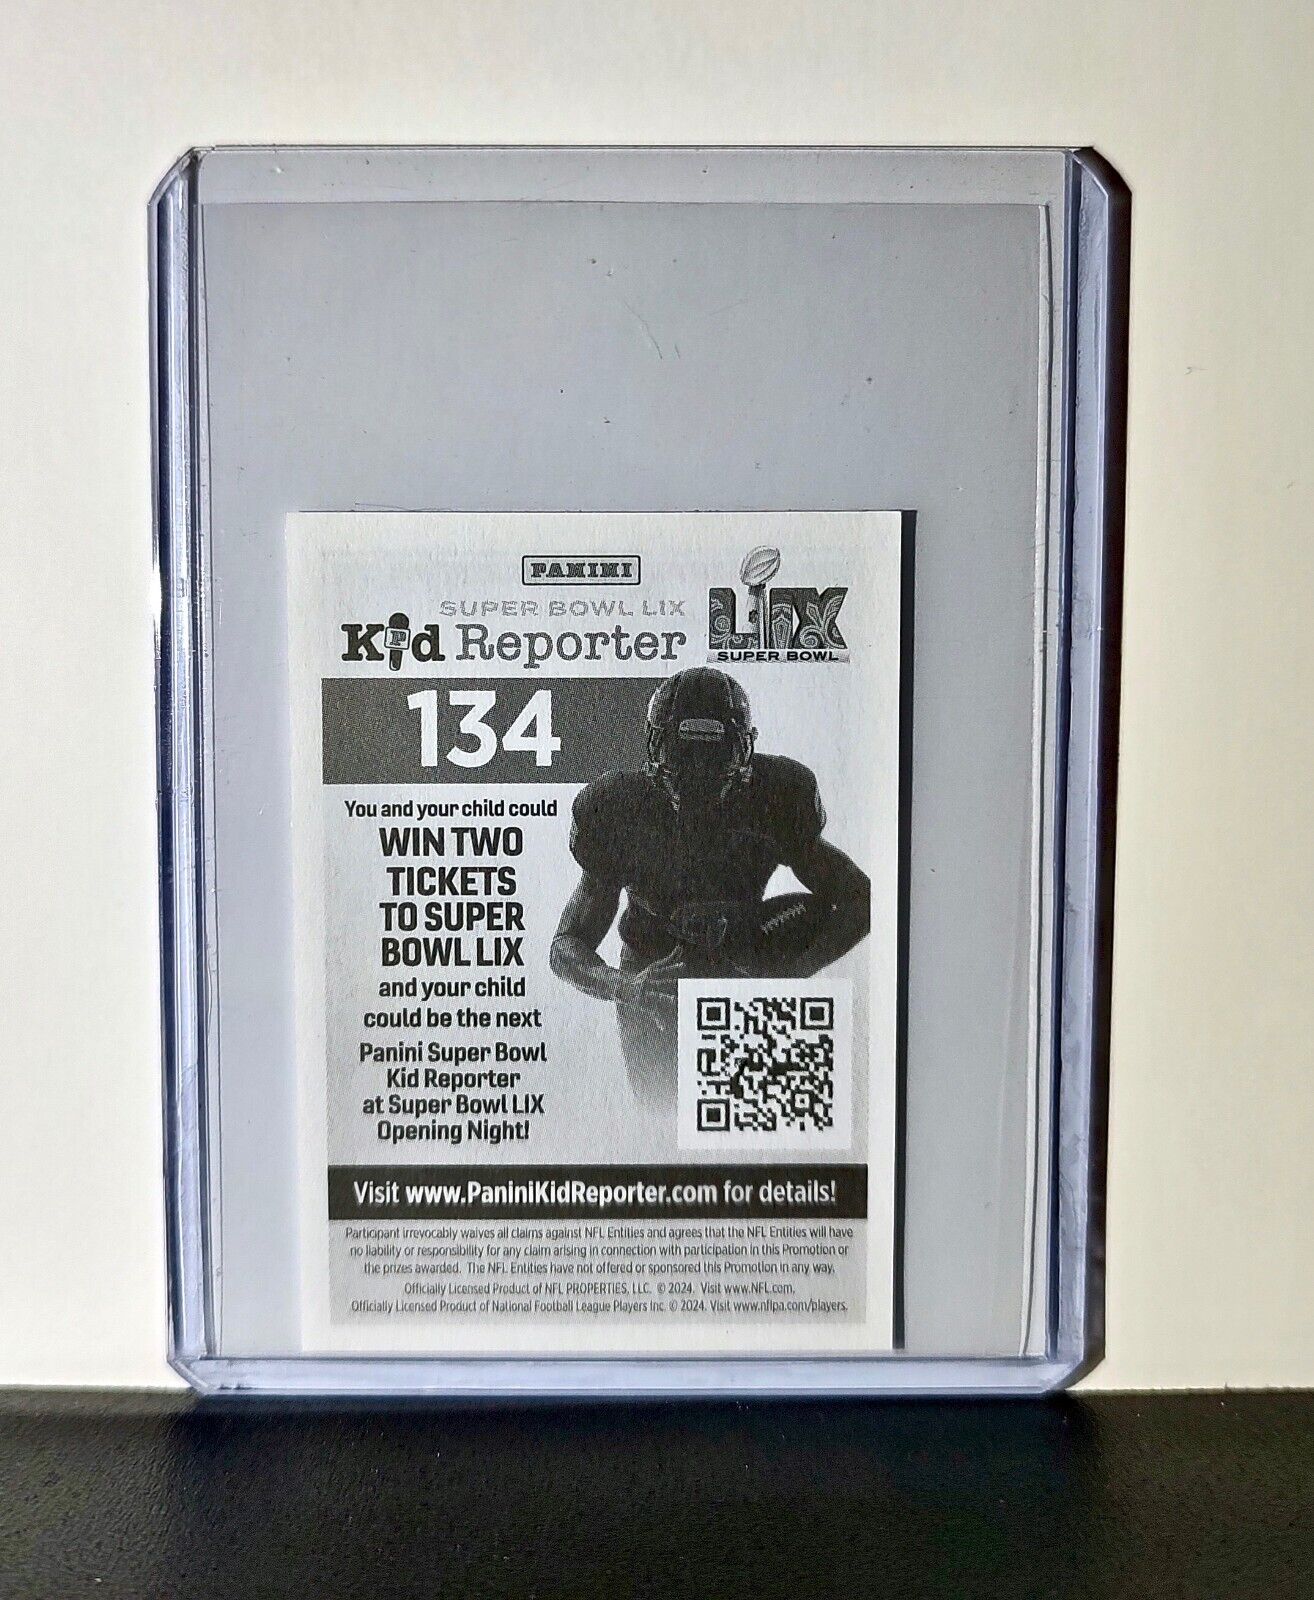 PANINI
SUPER BOWL LIX
Kid Reporter
LIX
SUPER BOWL
134
You and your child could
WIN TWO
TICKETS
TO SUPER
BOWL LIX
and your child
could be the next
Panini Super Bowl
Kid Reporter
at Super Bowl LIX
Opening Night!
Visit www.PaniniKidReporter.com for details!
Participant irrevocably waives all claims against NFL Entities and agrees that the NFL Entities will have
no liability or responsibility for any claim arising in connection with participation in this Promotion or
the prizes awarded. The NFL Entities have not offered or sponsored this Promotion in any way.
Officially Licensed Product of NFL PROPERTIES, LLC. © 2024. Visit www.NFL.com.
Officially Licensed Product of National Football League Players Inc. © 2024. Visit www.nflpa.com/players.